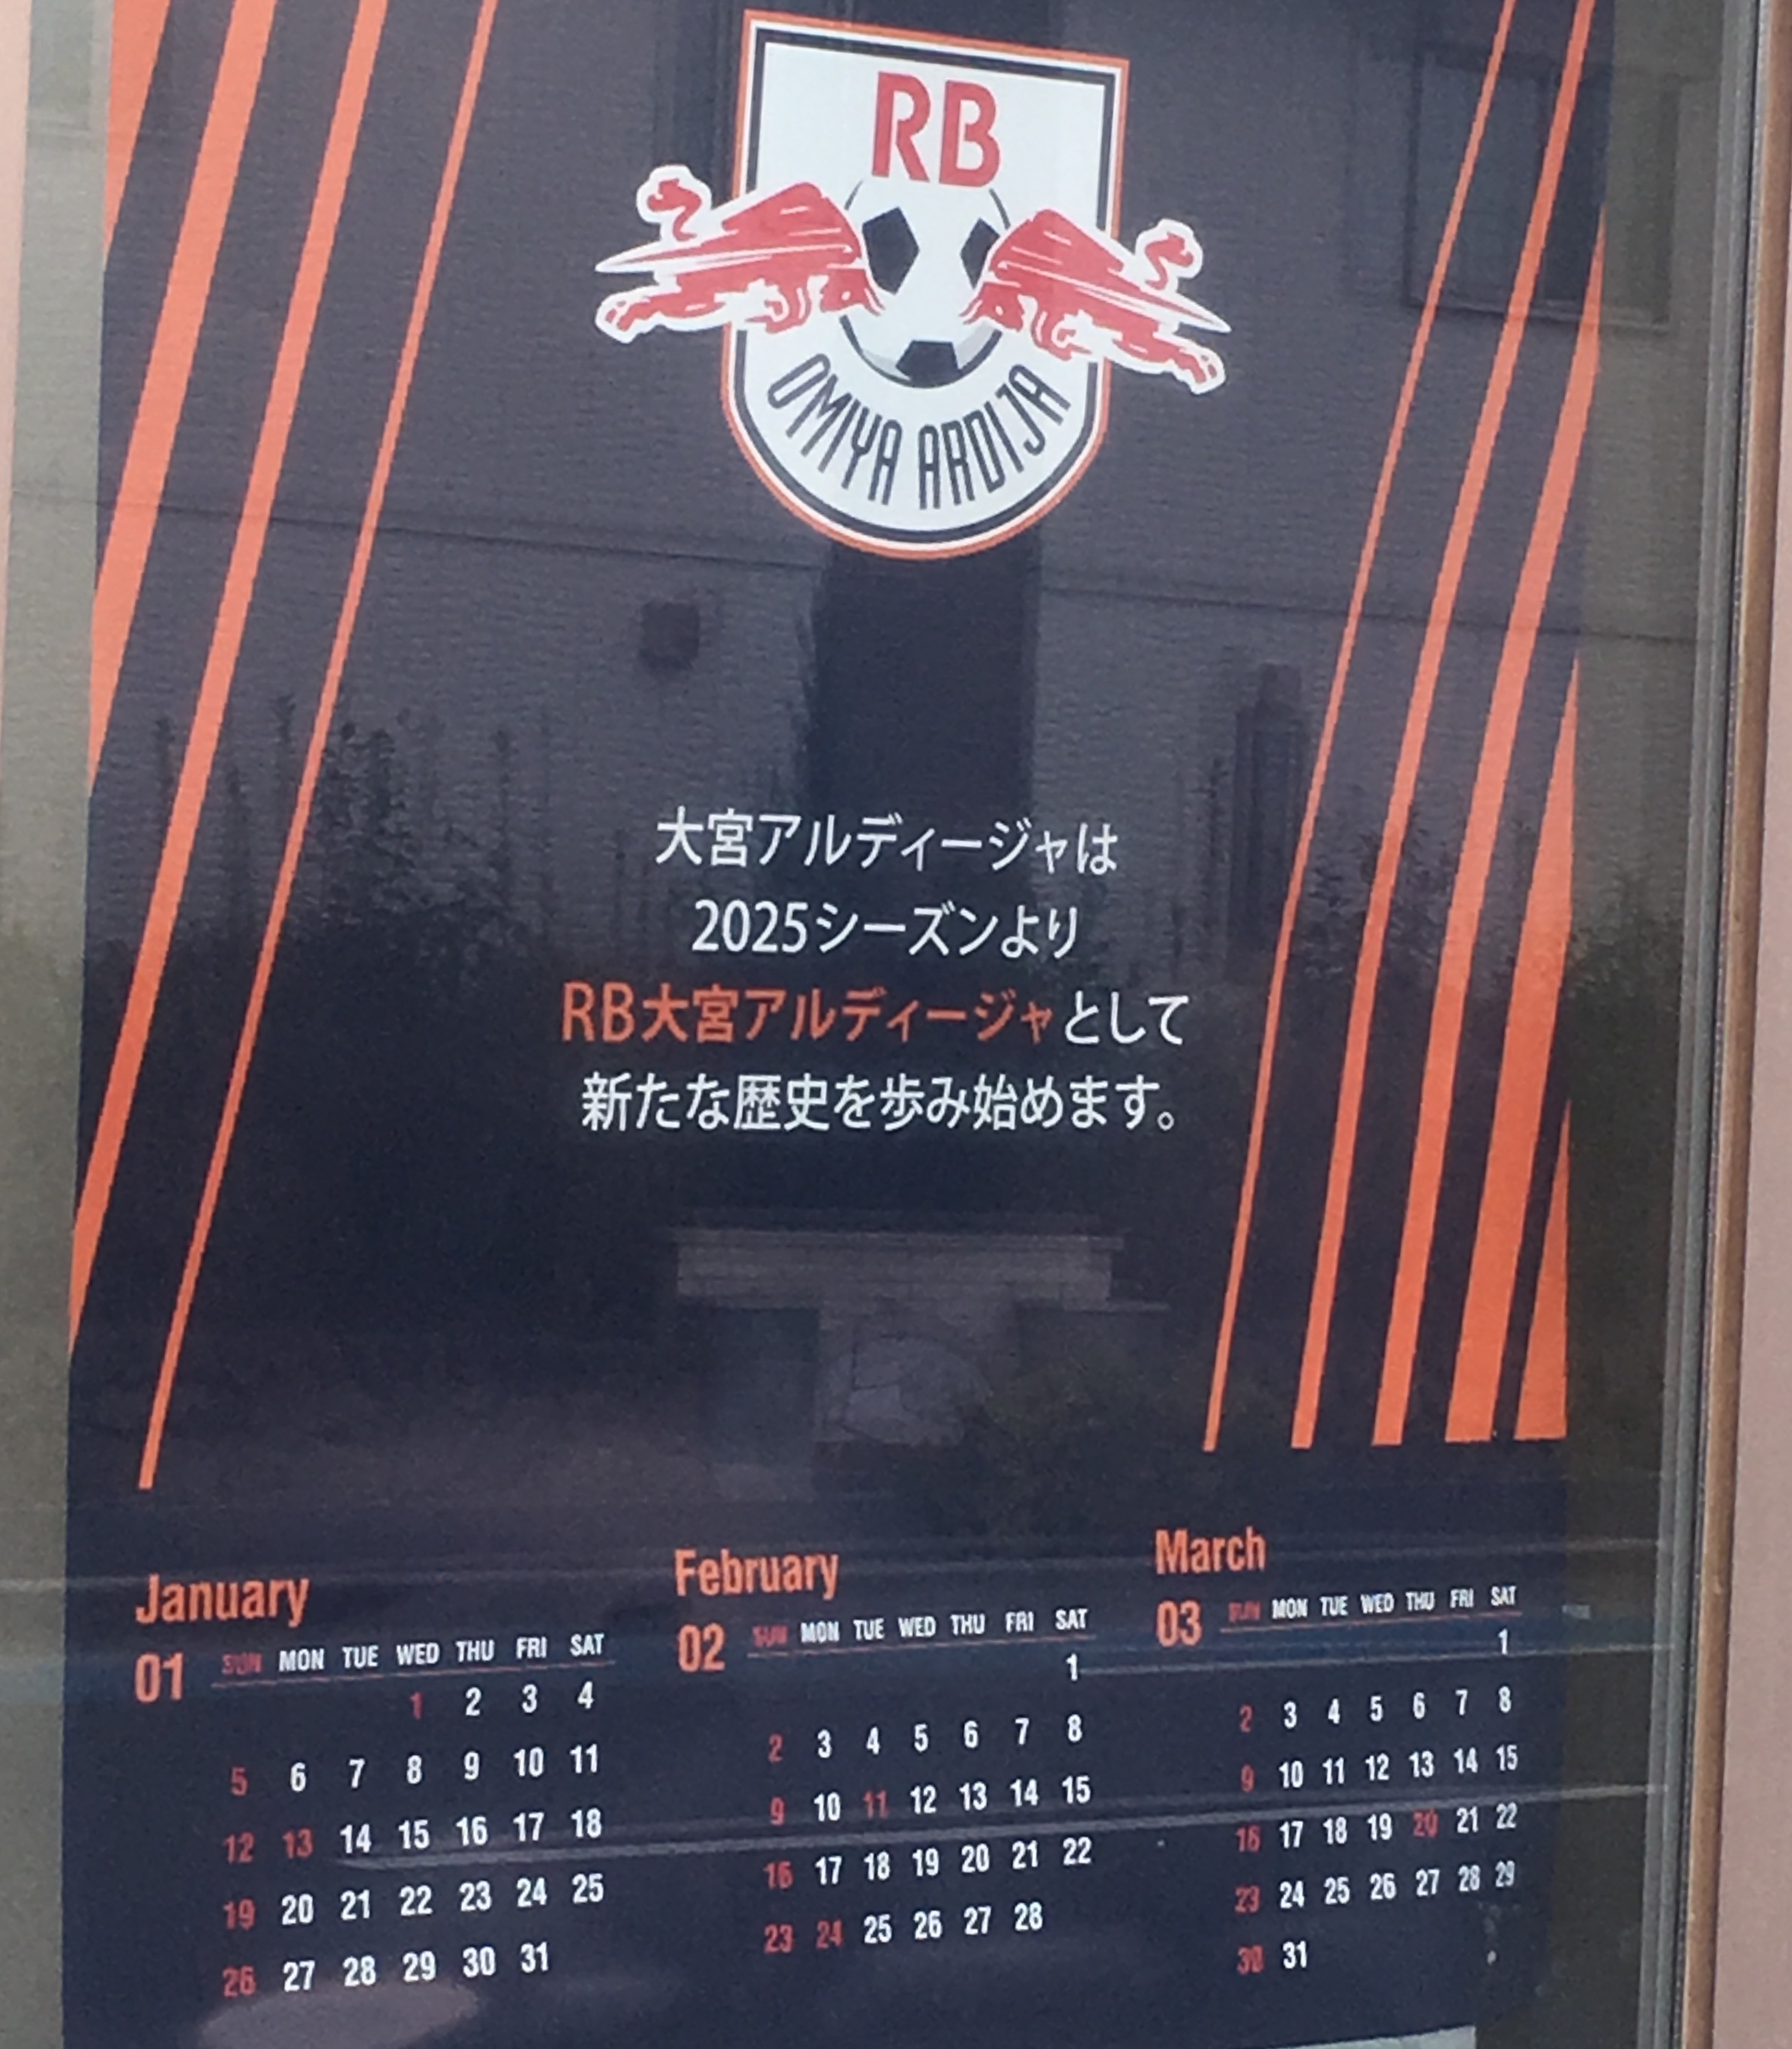 RB
OMIYA ARDIJA
大宮アルディージャは
2025シーズンより
RB大宮アルディージャとして
新たな歴史を歩み始めます。
January
01
SUN MON TUE WED THU FRI SAT
1 2 3 4
5 6 7 8 9 10 11
12 13 14 15 16 17 18
19 20 21 22 23 24 25
26 27 28 29 30 31
February
02
SUN MON TUE WED THU FRI SAT
1
2 3 4 5 6 7 8
9 10 11 12 13 14 15
16 17 18 19 20 21 22
23 24 25 26 27 28
March
03
SUN MON TUE WED THU FRI SAT
1
2 3 4 5 6 7 8
9 10 11 12 13 14 15
16 17 18 19 20 21 22
23 24 25 26 27 28 29
30 31